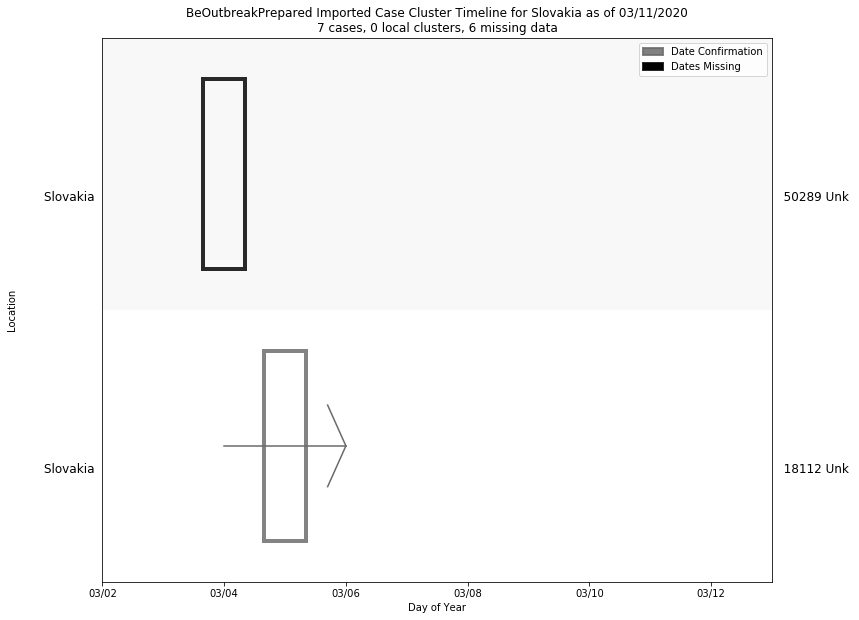 BeOutbreakPrepared Imported Case Cluster Timeline for Slovakia as of 03/11/2020
7 cases, 0 local clusters, 6 missing data
Date Confirmation
Dates Missing
Slovakia
50289 Unk
Location
Slovakia
18112 Unk
03/02
03/04
03/06
03/08
03/10
03/12
Day of Year